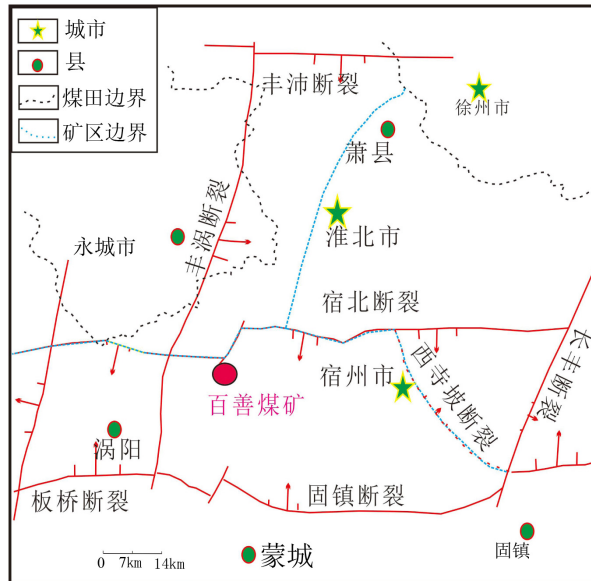 城市
县
煤田边界
矿区边界
丰沛断裂
徐州市
萧县
丰涡断裂
淮北市
永城市
宿北断裂
长丰断裂
西寺坡断裂
宿州市
百善煤矿
涡阳
板桥断裂
固镇断裂
0 7km 14km
蒙城
固镇